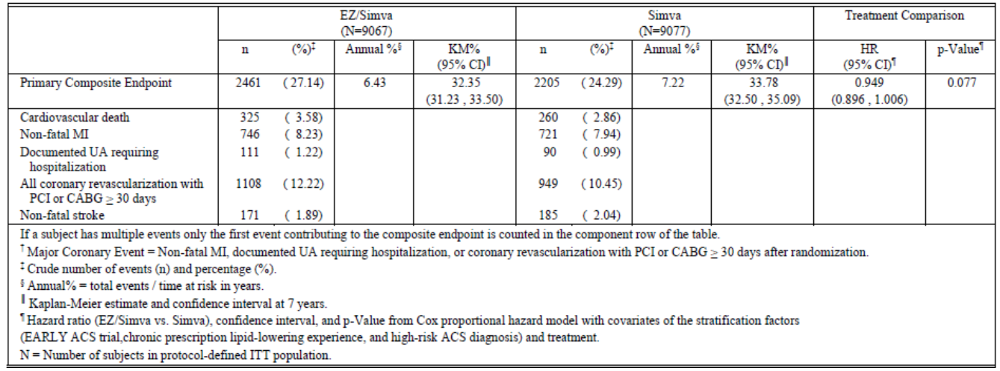 EZ/Simva Simva Treatment Comparison
(N=9067) (N=9077)
n (%)‡ Annual %§ KM% n (%)‡ Annual %§ KM% HR p-Value¶
(95% CI)‖ (95% CI)‖ (95% CI)¶
Primary Composite Endpoint 2461 ( 27.14) 6.43 32.35 2205 ( 24.29) 7.22 33.78 0.949 0.077
(31.23 , 33.50) (32.50 , 35.09) (0.896 , 1.006)
Cardiovascular death 325 ( 3.58) 260 ( 2.86)
Non-fatal MI 746 ( 8.23) 721 ( 7.94)
Documented UA requiring 111 ( 1.22) 90 ( 0.99)
hospitalization
All coronary revascularization with 1108 ( 12.22) 949 ( 10.45)
PCI or CABG ≥ 30 days
Non-fatal stroke 171 ( 1.89) 185 ( 2.04)
If a subject has multiple events only the first event contributing to the composite endpoint is counted in the component row of the table.
† Major Coronary Event = Non-fatal MI, documented UA requiring hospitalization, or coronary revascularization with PCI or CABG ≥ 30 days after randomization.
‡ Crude number of events (n) and percentage (%).
§ Annual% = total events / time at risk in years.
‖ Kaplan-Meier estimate and confidence interval at 7 years.
¶ Hazard ratio (EZ/Simva vs. Simva), confidence interval, and p-Value from Cox proportional hazard model with covariates of the stratification factors
(EARLY ACS trial,chronic prescription lipid-lowering experience, and high-risk ACS diagnosis) and treatment.
N = Number of subjects in protocol-defined ITT population.